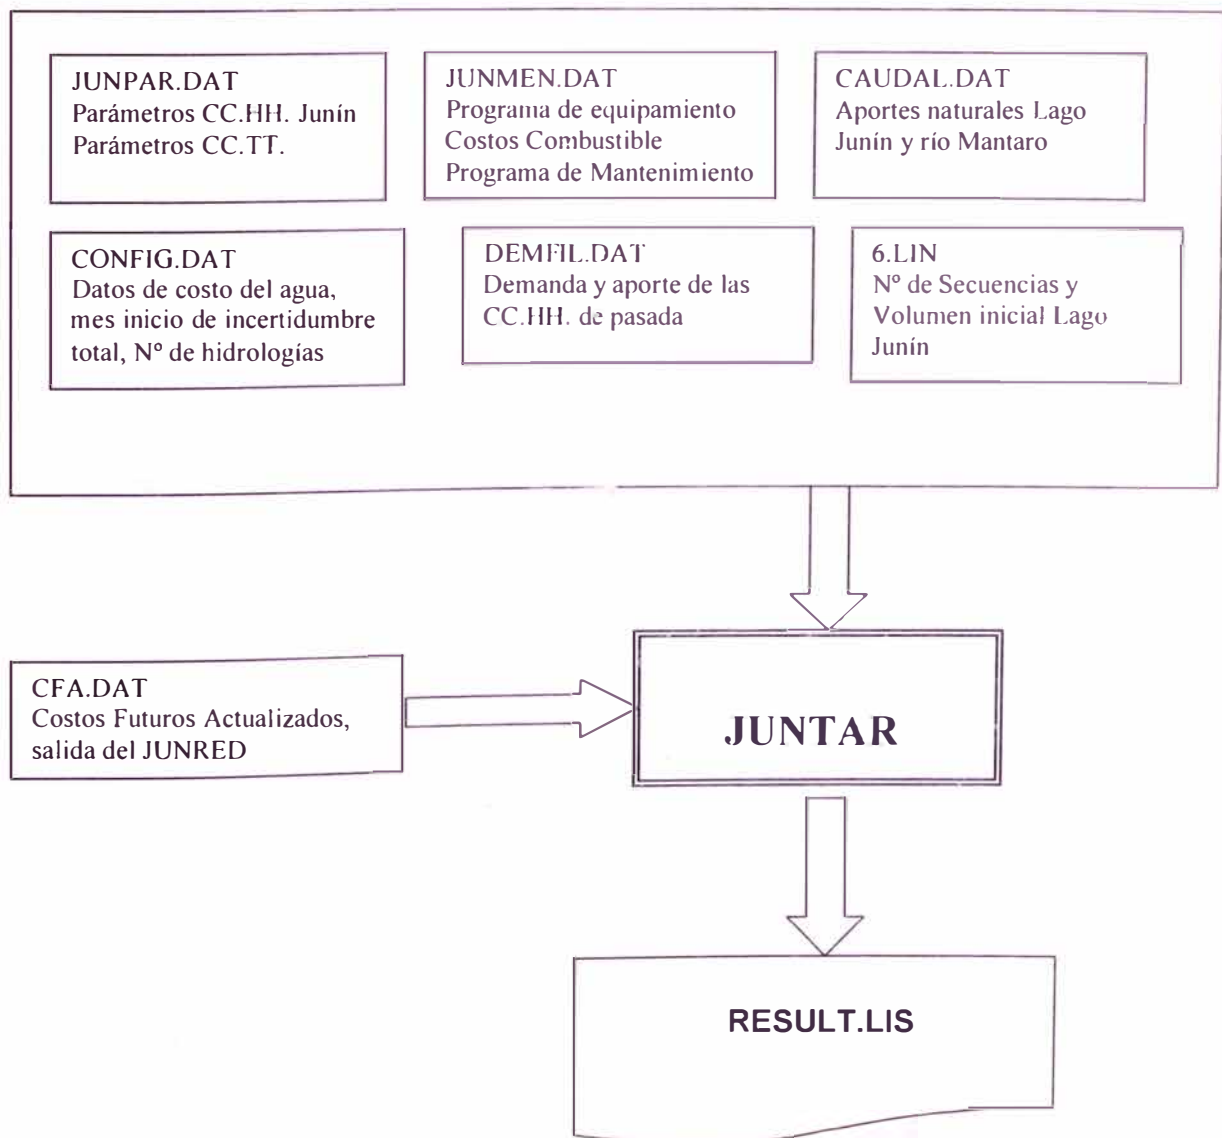 JUNPAR.DAT
Parámetros CC.HH. Junín
Parámetros CC.TT.
JUNMEN.DAT
Programa de equipamiento
Costos Combustible
Programa de Mantenimiento
CAUDAL.DAT
Aportes naturales Lago
Junín y río Mantaro
CONFIG.DAT
Datos de costo del agua,
mes inicio de incertidumbre
total, Nº de hidrologías
DEMFIL.DAT
Demanda y aporte de las
CC.HH. de pasada
6.LIN
Nº de Secuencias y
Volumen inicial Lago
Junín
CFA.DAT
Costos Futuros Actualizados,
salida del JUNRED
JUNTAR
RESULT.LIS